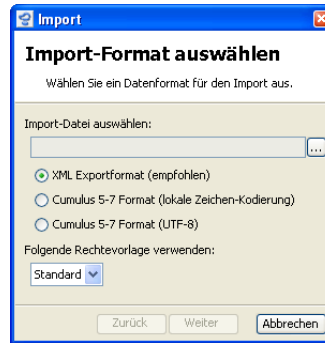 Import
Import-Format auswählen
Wählen Sie ein Datenformat für den Import aus.
Import-Datei auswählen:
...
XML Exportformat (empfohlen)
Cumulus 5-7 Format (lokale Zeichen-Kodierung)
Cumulus 5-7 Format (UTF-8)
Folgende Rechtevorlage verwenden:
Standard
Zurück Weiter Abbrechen